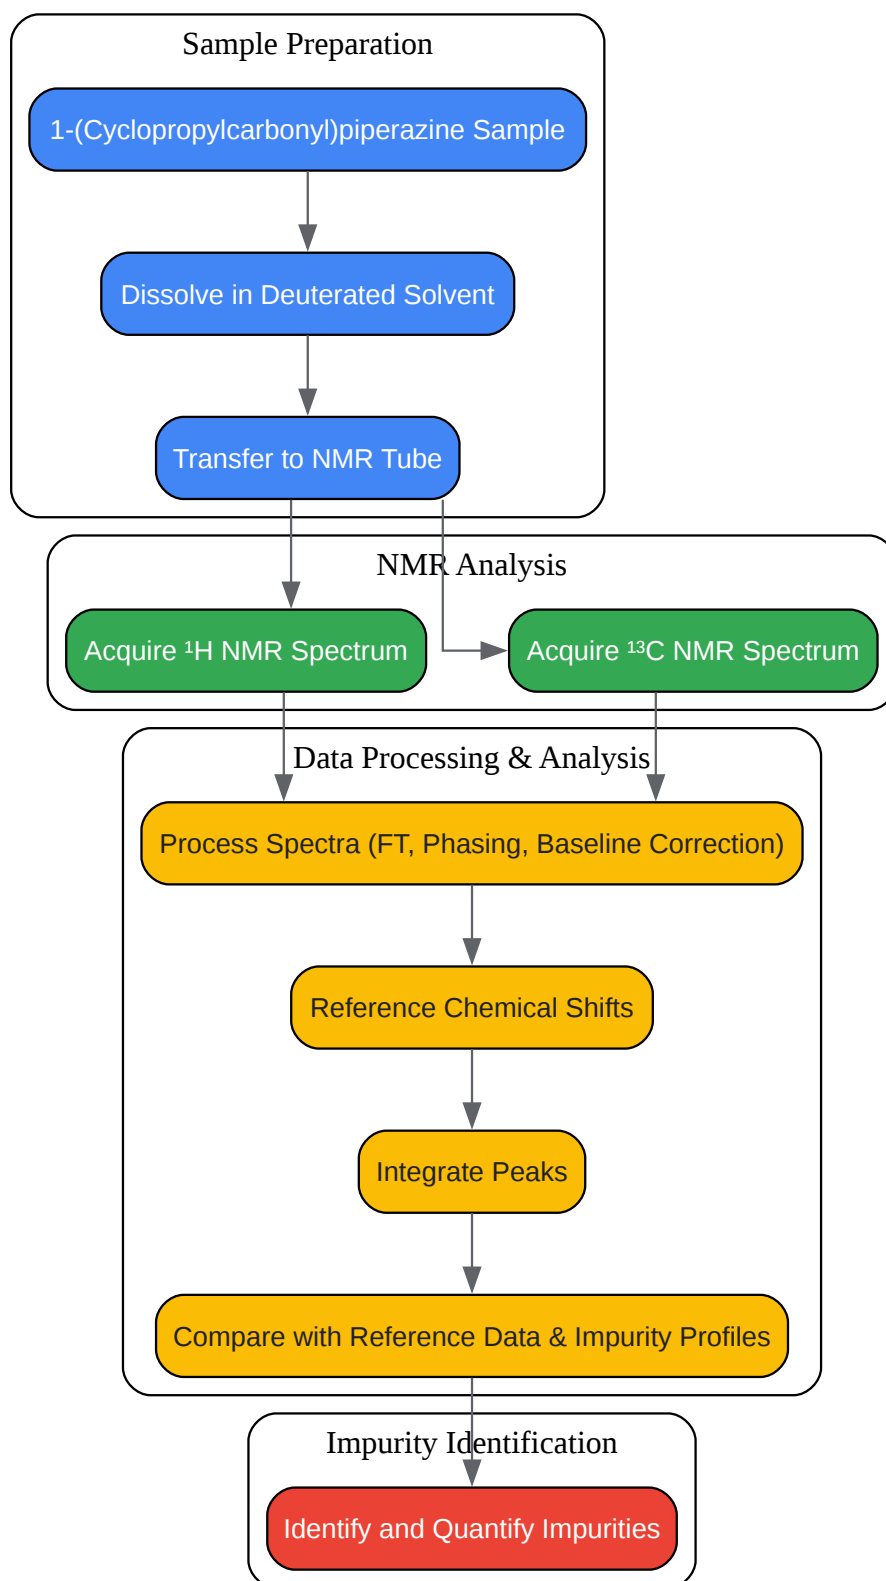 Sample Preparation
1-(Cyclopropylcarbonyl)piperazine Sample
Dissolve in Deuterated Solvent
Transfer to NMR Tube
NMR Analysis
Acquire ¹H NMR Spectrum
Acquire ¹³C NMR Spectrum
Data Processing & Analysis
Process Spectra (FT, Phasing, Baseline Correction)
Reference Chemical Shifts
Integrate Peaks
Compare with Reference Data & Impurity Profiles
Impurity Identification
Identify and Quantify Impurities